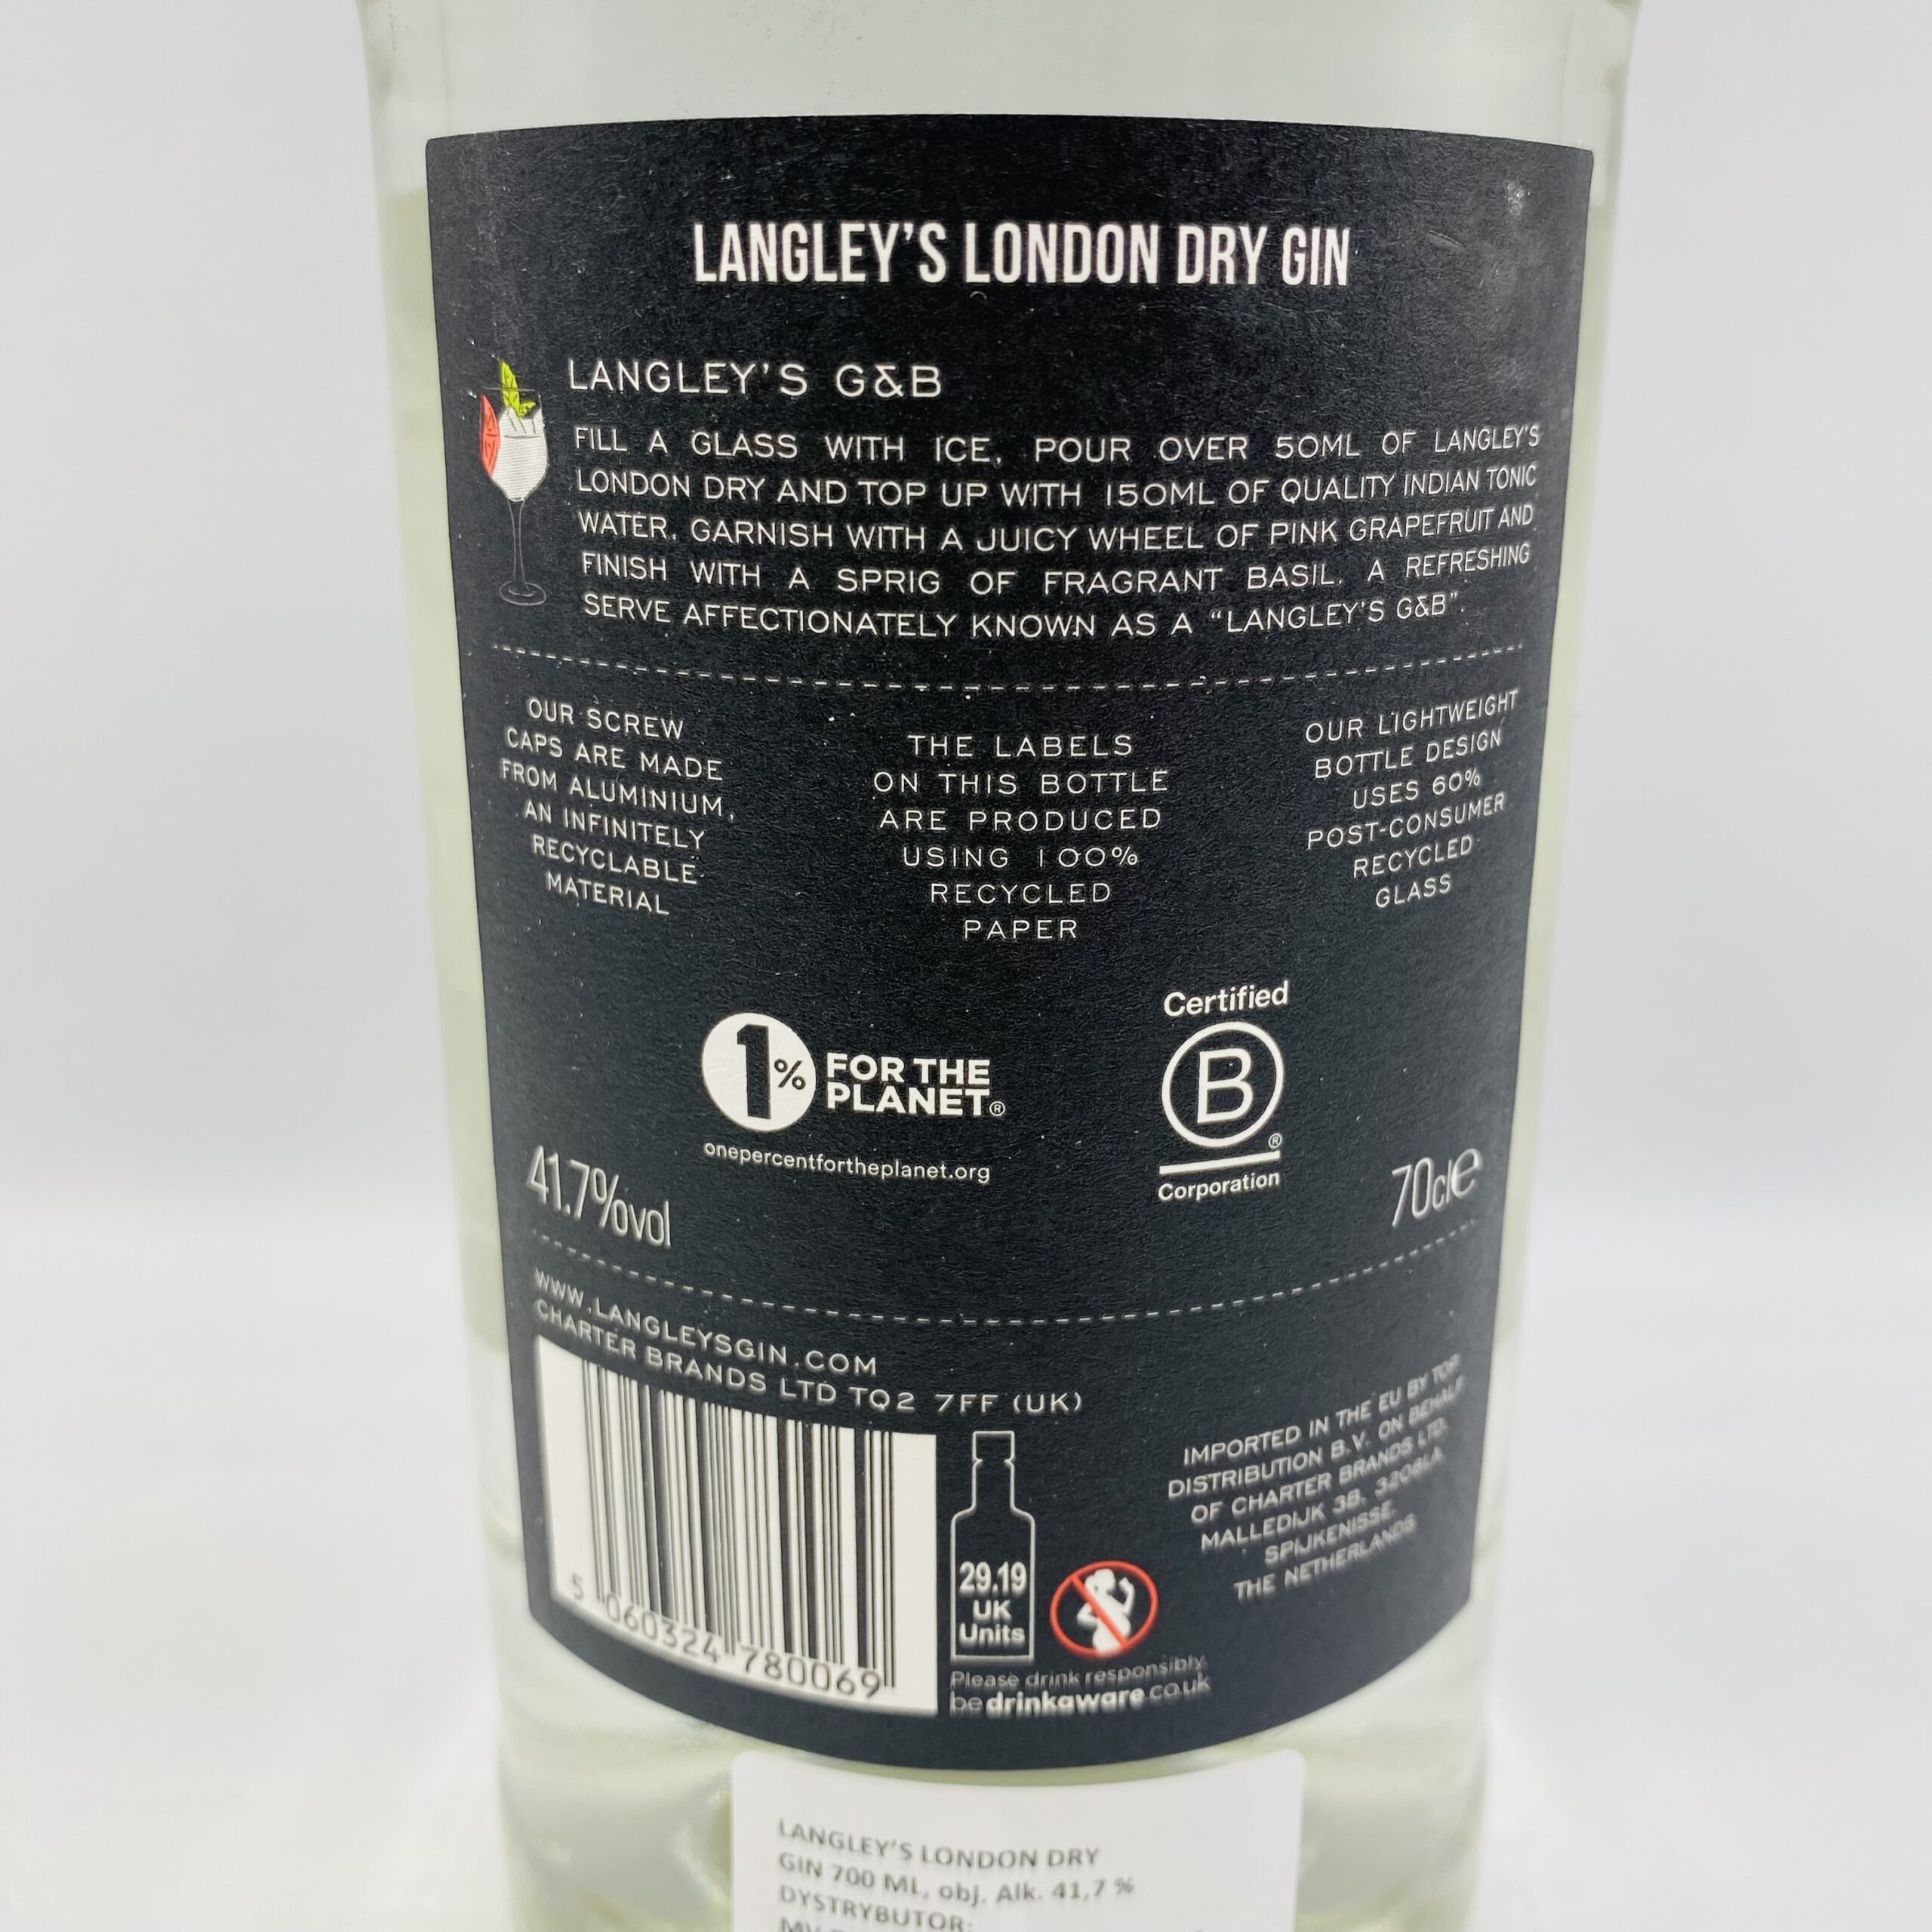 LANGLEY'S LONDON DRY GIN
LANGLEY'S G&B
FILL A GLASS WITH ICE, POUR OVER 50ML OF LANGLEY'S
LONDON DRY AND TOP UP WITH 150ML OF QUALITY INDIAN TONIC
WATER. GARNISH WITH A JUICY WHEEL OF PINK GRAPEFRUIT AND
FINISH WITH A SPRIG OF FRAGRANT BASIL. A REFRESHING
SERVE AFFECTIONATELY KNOWN AS A "LANGLEY'S G&B".
OUR SCREW
CAPS ARE MADE
FROM ALUMINIUM,
AN INFINITELY
RECYCLABLE
MATERIAL
THE LABELS
ON THIS BOTTLE
ARE PRODUCED
USING 100%
RECYCLED
PAPER
OUR LIGHTWEIGHT
BOTTLE DESIGN
USES 60%
POST-CONSUMER
RECYCLED
GLASS
1% FOR THE
PLANET®
onepercentfortheplanet.org
Certified
B®
Corporation
41.7%vol
70cl e
WWW.LANGLEYSGIN.COM
CHARTER BRANDS LTD TQ2 7FF (UK)
5 060324 780069
29.19
UK
Units
Please drink responsibly
be drinkaware.co.uk
IMPORTED IN THE EU BY TOP
DISTRIBUTION B.V. ON BEHALF
OF CHARTER BRANDS LTD.
MALLEDIJK 3B, 3208LA,
SPIJKENISSE,
THE NETHERLANDS
LANGLEY'S LONDON DRY
GIN 700 ML, obj. Alk. 41,7 %
DYSTRYBUTOR: